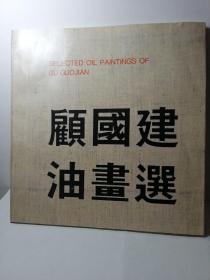 SELECTED OIL PAINTINGS OF
GU GUOJIAN
顧國建
油畫選